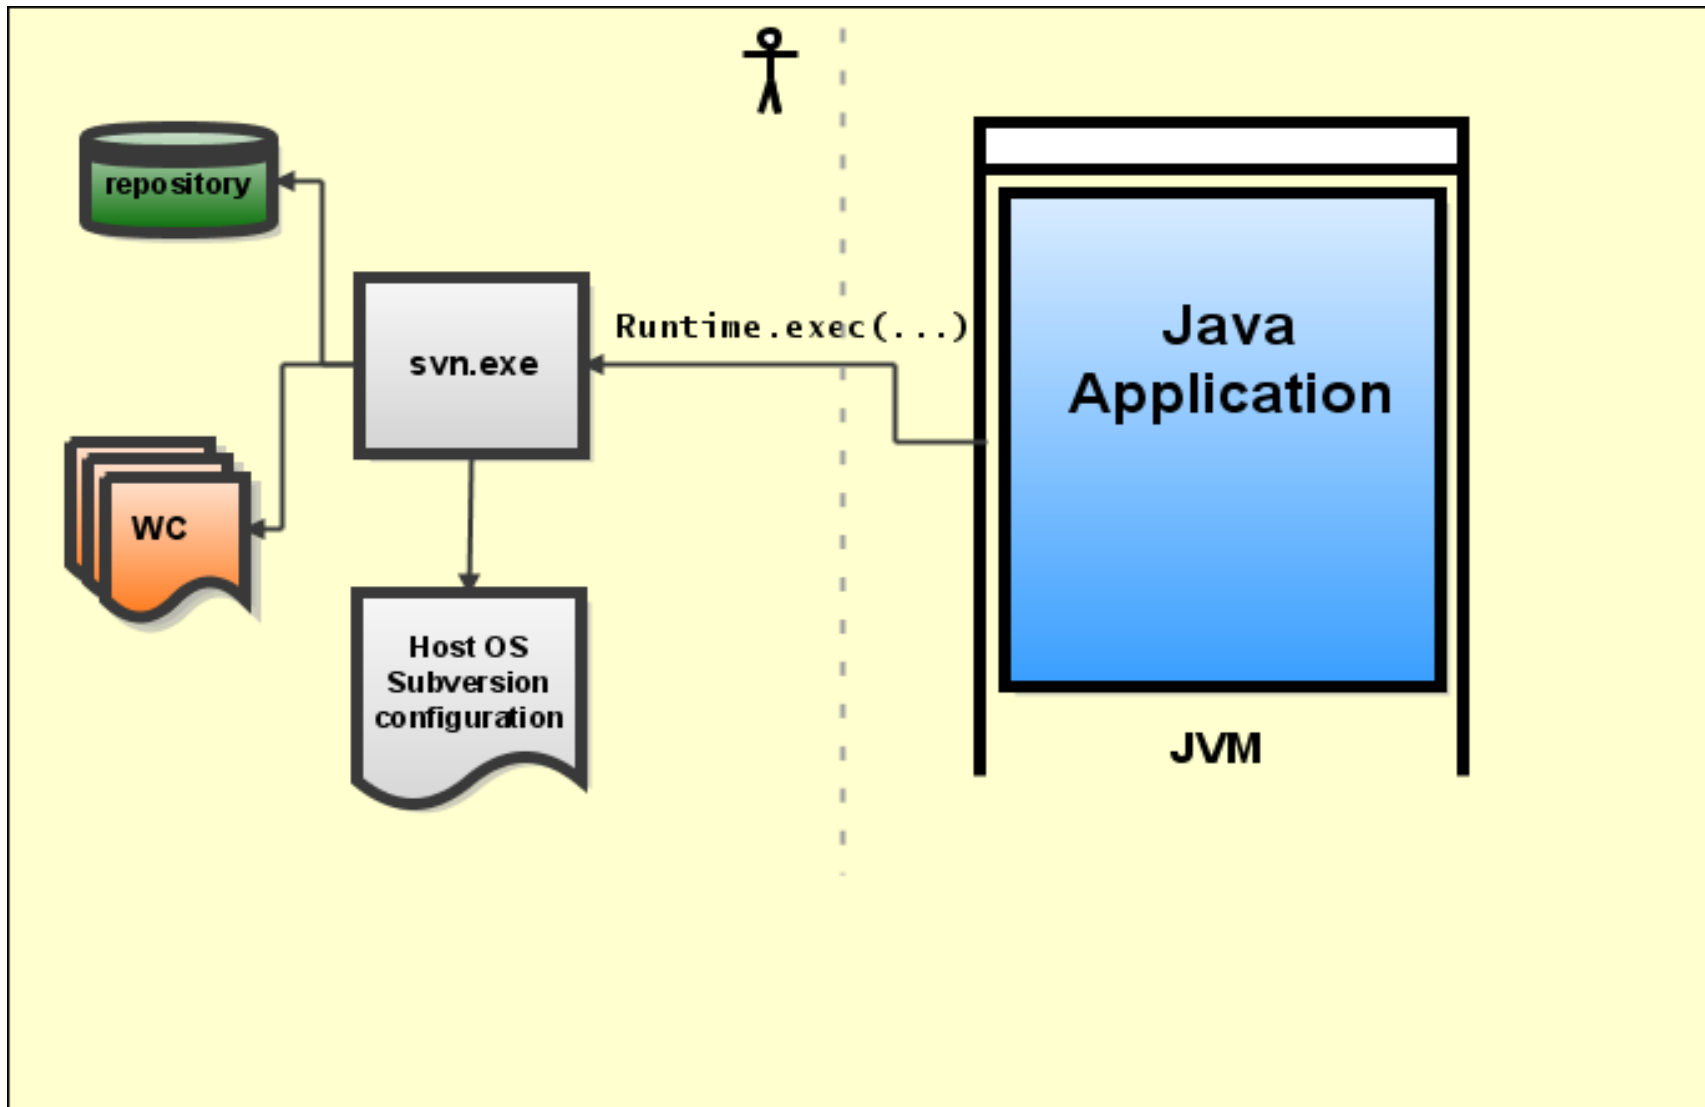 repository
svn.exe
Runtime.exec(...)
Java
Application
WC
Host OS
Subversion
configuration
JVM